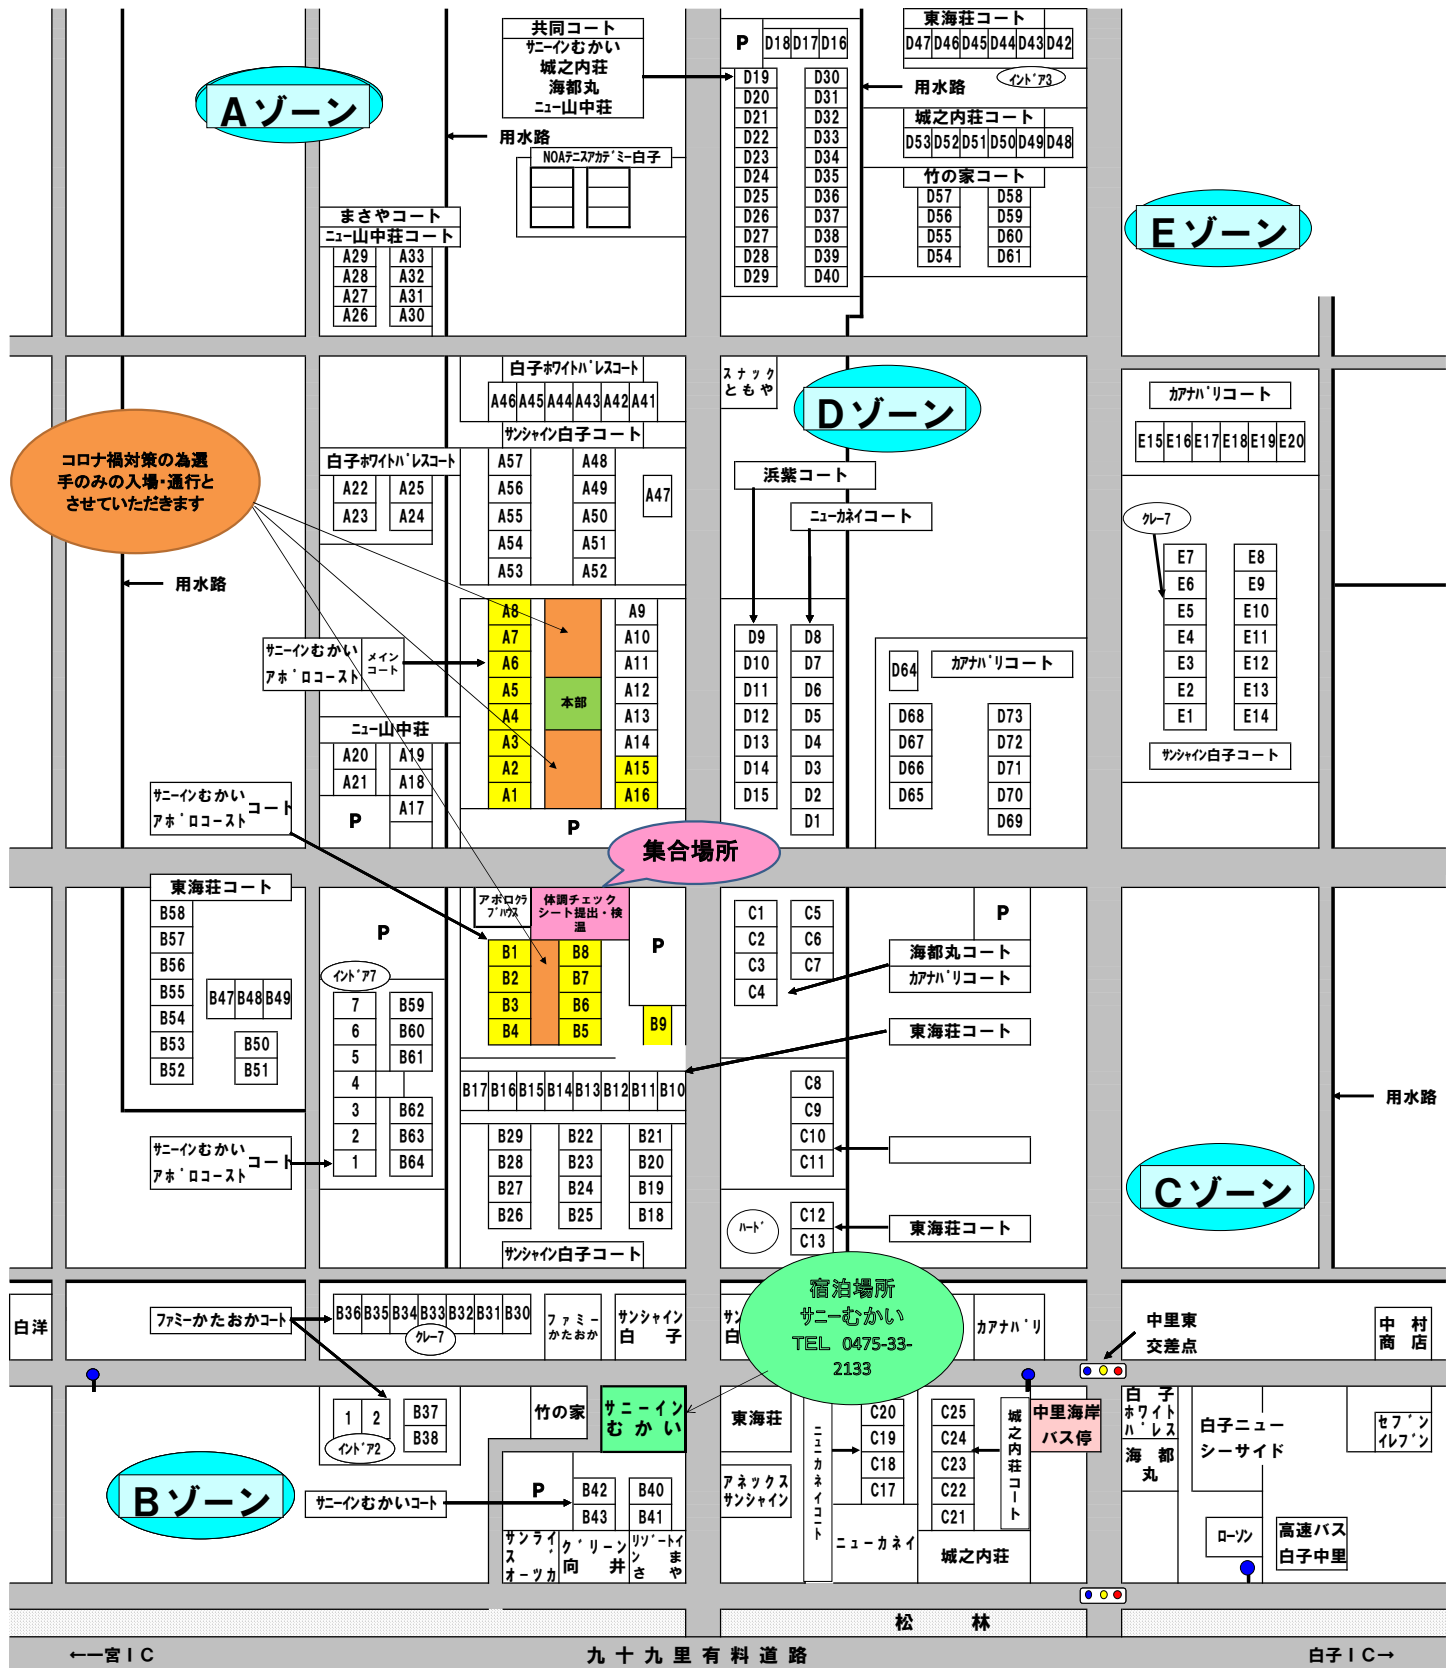 共同コート
サニーインむかい
城之内荘
海都丸
ニュー山中荘
P
D18 D17 D16
東海荘コート
D47 D46 D45 D44 D43 D42
インドア3
Aゾーン
用水路
用水路
NOAテニスアカデミー白子
D19 D30
D20 D31
D21 D32
D22 D33
D23 D34
D24 D35
D25 D36
D26 D37
D27 D38
D28 D39
D29 D40
城之内荘コート
D53 D52 D51 D50 D49 D48
竹の家コート
D57 D58
D56 D59
D55 D60
D54 D61
Eゾーン
まさやコート
ニュー山中荘コート
A29 A33
A28 A32
A27 A31
A26 A30
白子ホワイトパレスコート
A46 A45 A44 A43 A42 A41
サンシャイン白子コート
スナック
ともや
Dゾーン
カアナパリコート
E15 E16 E17 E18 E19 E20
コロナ禍対策の為選
手のみの入場・通行と
させていただきます
白子ホワイトパレスコート
A22 A25
A23 A24
A57 A48
A56 A49
A55 A50
A54 A51
A53 A52
A47
浜紫コート
ニューカネイコート
クレー7
E7 E8
E6 E9
E5 E10
E4 E11
E3 E12
E2 E13
E1 E14
サンシャイン白子コート
用水路
サニーインむかい
アポロコースト
メイン
コート
A8 A9
A7 A10
A6 A11
A5 A12
A4 A13
A3 A14
A2 A15
A1 A16
本部
P
D9 D8
D10 D7
D11 D6
D12 D5
D13 D4
D14 D3
D15 D2
D1
D64
カアナパリコート
D68 D73
D67 D72
D66 D71
D65 D70
D69
ニュー山中荘
A20 A19
A21 A18
A17
P
サニーインむかい
アポロコースト
コート
集合場所
東海荘コート
B58
B57
B56
B55
B54
B53
B52
B47 B48 B49
B50
B51
P
インドア7
7 B59
6 B60
5 B61
4
3 B62
2 B63
1 B64
アポロクラ
ブハウス
体調チェック
シート提出・検
温
B1 B8
B2 B7
B3 B6
B4 B5
P
B9
B17 B16 B15 B14 B13 B12 B11 B10
B29 B22 B21
B28 B23 B20
B27 B24 B19
B26 B25 B18
サンシャイン白子コート
C1 C5
C2 C6
C3 C7
C4
P
海都丸コート
カアナパリコート
東海荘コート
C8
C9
C10
C11
ハード
C12
C13
東海荘コート
用水路
Cゾーン
サニーインむかい
アポロコースト
コート
白洋
ファミーかたおかコート
B36 B35 B34 B33 B32 B31 B30
クレー7
ファミー
かたおか
サンシャイン
白 子
サン
白
宿泊場所
サニーむかい
TEL 0475-33-
2133
カアナパリ
中里東
交差点
中 村
商 店
1 2
インドア2
B37
B38
竹の家
サニーイン
むかい
東海荘
ニューカネイコート
C20 C25
C19 C24
C18 C23
C17 C22
C21
城之内荘コート
中里海岸
バス停
白 子
ホワイト
パレス
海 都
丸
白子ニュー
シーサイド
セブン
イレブン
Bゾーン
サニーインむかいコート
P
B42 B40
B43 B41
アネックス
サンシャイン
サンライ
ズ
オーツカ
グリーン
向 井
リゾートイ
ン ま
さ や
ニューカネイ
城之内荘
ローソン
高速バス
白子中里
松 林
←一宮IC
九十九里有料道路
白子IC→